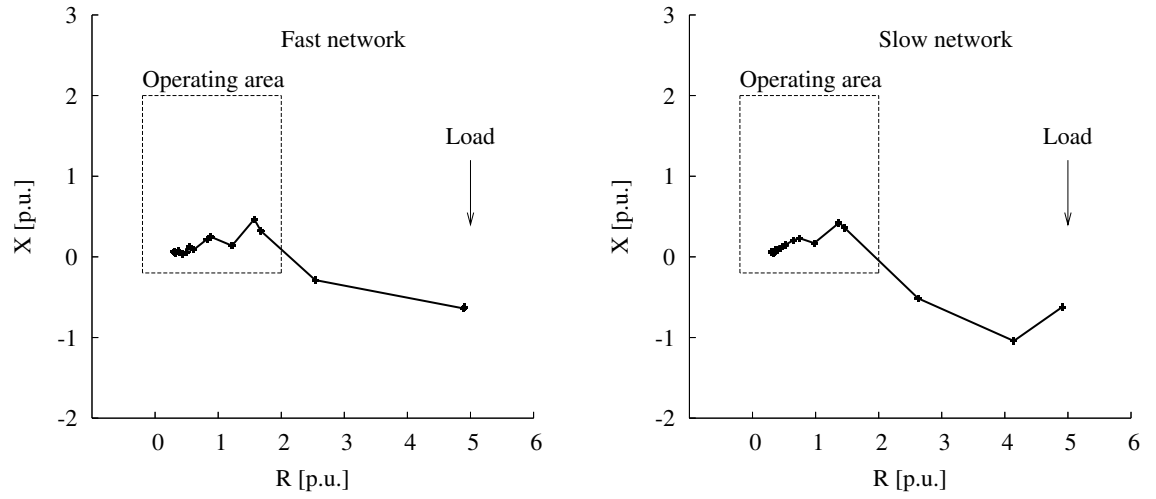 3
Fast network
Operating area
2
Load
1
X [p.u.]
0
-1
-2
0 1 2 3 4 5 6
R [p.u.]
3
Slow network
Operating area
2
Load
1
X [p.u.]
0
-1
-2
0 1 2 3 4 5 6
R [p.u.]